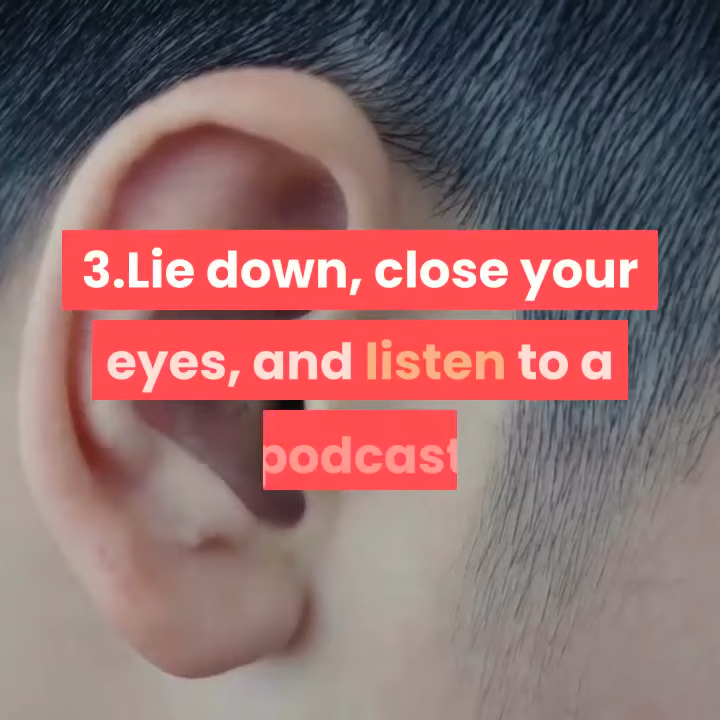 3.Lie down, close your
eyes, and listen to a
podcast